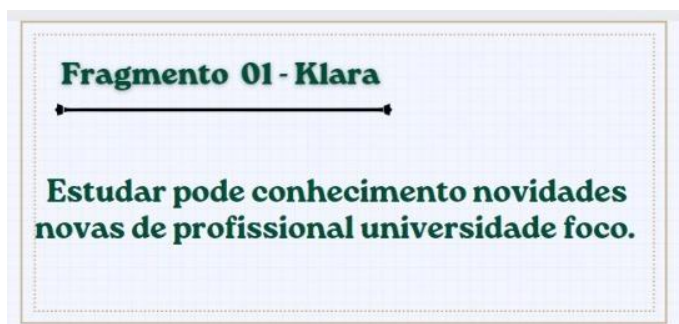 Fragmento 01 - Klara
Estudar pode conhecimento novidades
novas de profissional universidade foco.